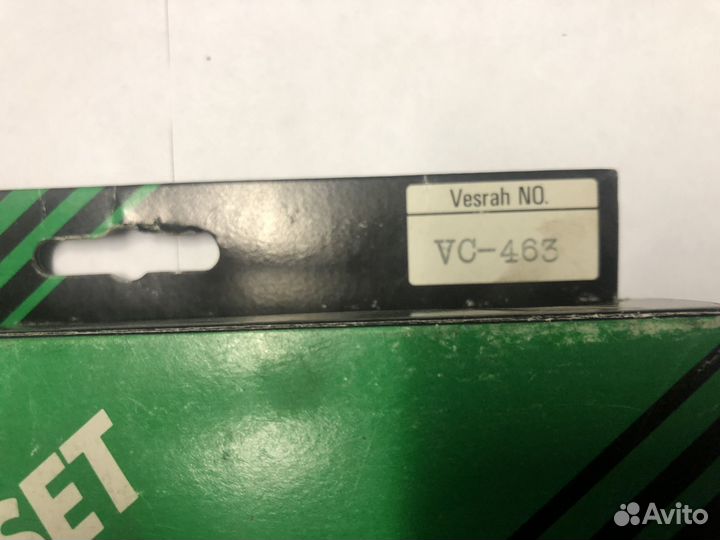 Vesrah NO.
VC-463
SET
Avito